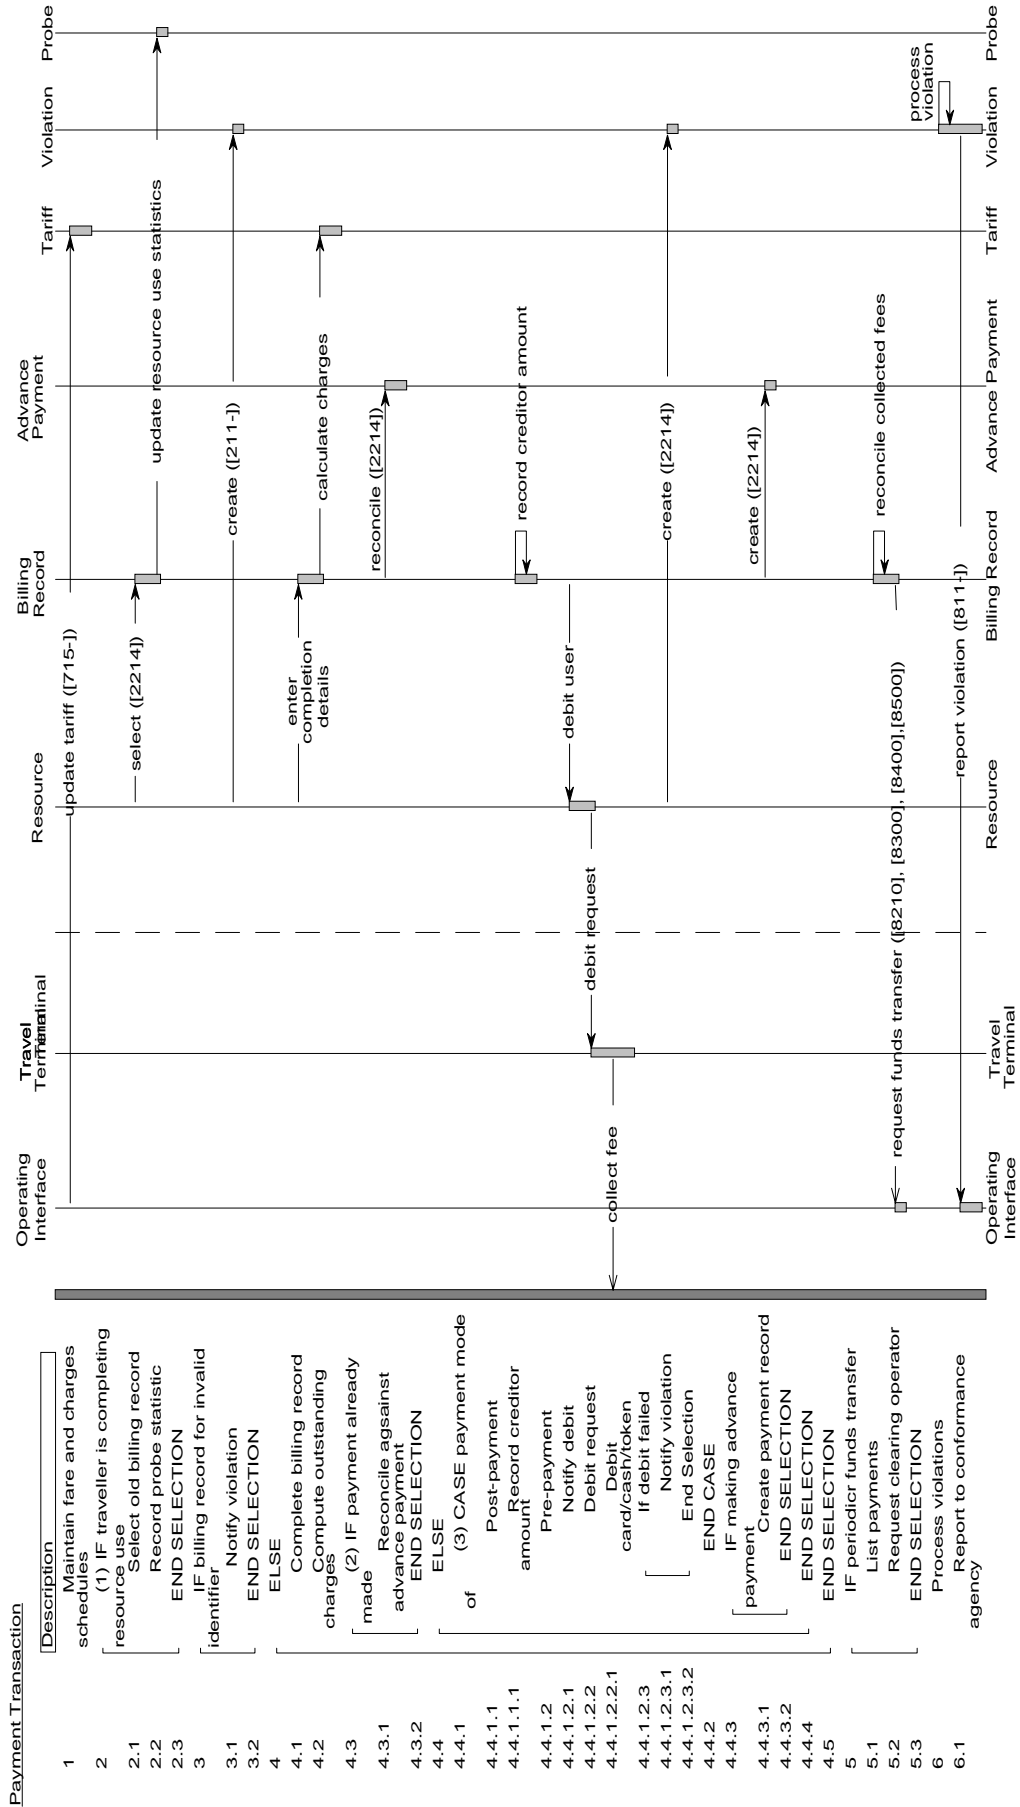 Payment Transaction
Description
1 Maintain fare and charges
schedules
2 (1) IF traveller is completing
resource use
2.1 Select old billing record
2.2 Record probe statistic
2.3 END SELECTION
3 IF billing record for invalid
identifier
3.1 Notify violation
3.2 END SELECTION
4 ELSE
4.1 Complete billing record
4.2 Compute outstanding
charges
4.3 (2) IF payment already
made
4.3.1 Reconcile agsainst
advance payment
4.3.2 END SELECTION
4.4 ELSE
4.4.1 (3) CASE payment mode
of
4.4.1.1 Post-payment
4.4.1.1.1 Record creditor
amount
4.4.1.2 Pre-payment
4.4.1.2.1 Notify debit
4.4.1.2.2 Debit request
4.4.1.2.2.1 Debit
card/cash/token
4.4.1.2.3 If debit failed
4.4.1.2.3.1 Notify violation
4.4.1.2.3.2 End Selection
4.4.2 END CASE
4.4.3 IF making advance
payment
4.4.3.1 Create payment record
4.4.3.2 END SELECTION
4.4.4 END SELECTION
4.5 END SELECTION
5 IF periodior funds transfer
5.1 List payments
5.2 Request clearing operator
5.3 END SELECTION
6 Process violations
6.1 Report to conformance
agency
Operating
Interface
Travel
Terminal
Resource
Billing
Record
Advance
Payment
Tariff
Violation
Probe
update tariff ([715-])
select ([2214])
update resource use statistics
create ([211-])
enter
completion
details
calculate charges
reconcile ([2214])
record creditor amount
debit user
debit request
collect fee
create ([2214])
create ([2214])
reconcile collected fees
request funds transfer ([8210], [8300], [8400],[8500])
process
violation
report violation ([811-])
Operating
Interface
Travel
Terminal
Resource
Billing Record
Advance Payment
Tariff
Violation
Probe